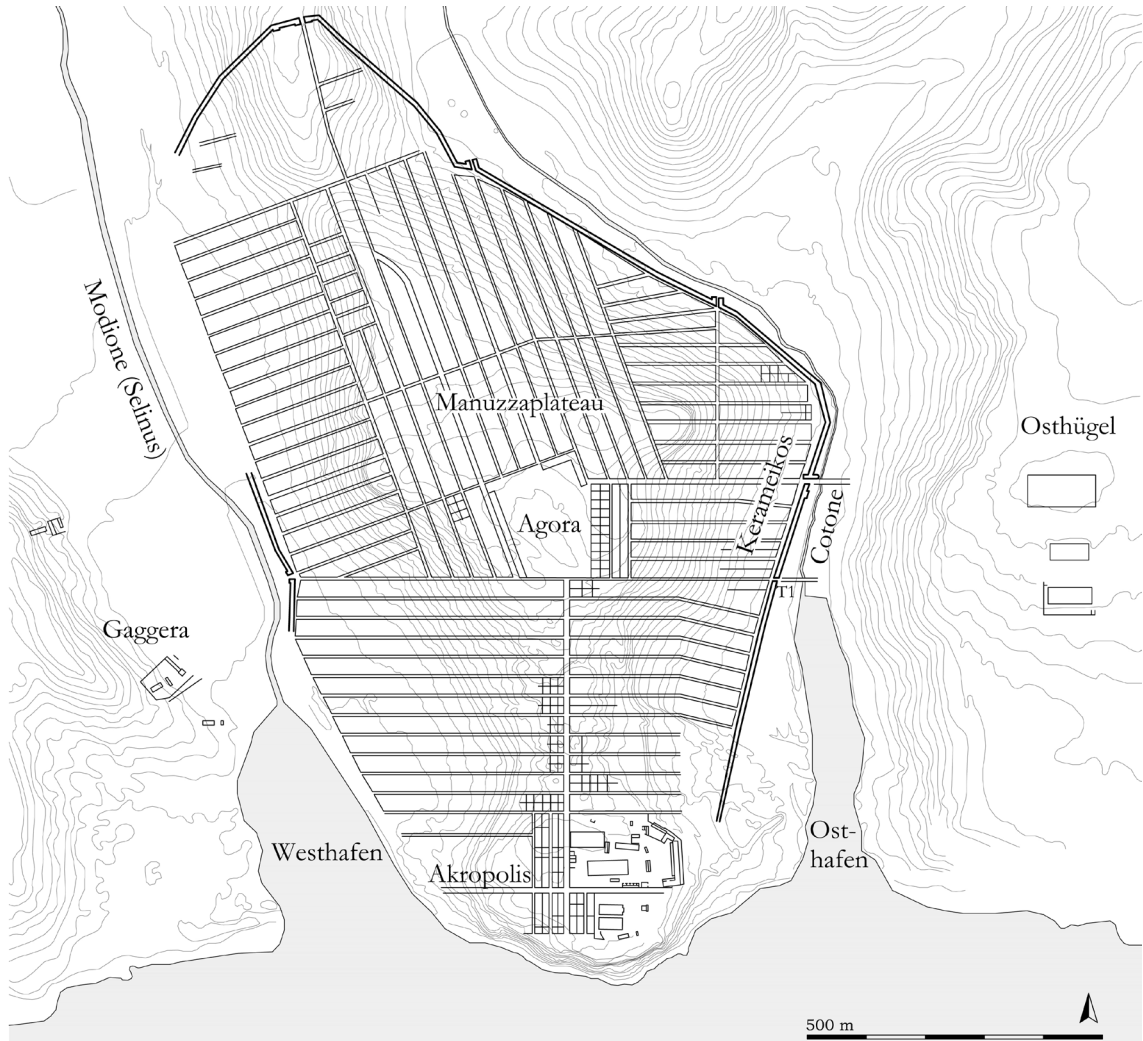 Modione (Selinus)
Manuzzaplateau
Osthügel
Agora
Kerameikos
Cotone
T1
Gaggera
Westhafen
Akropolis
Ost-
hafen
500 m